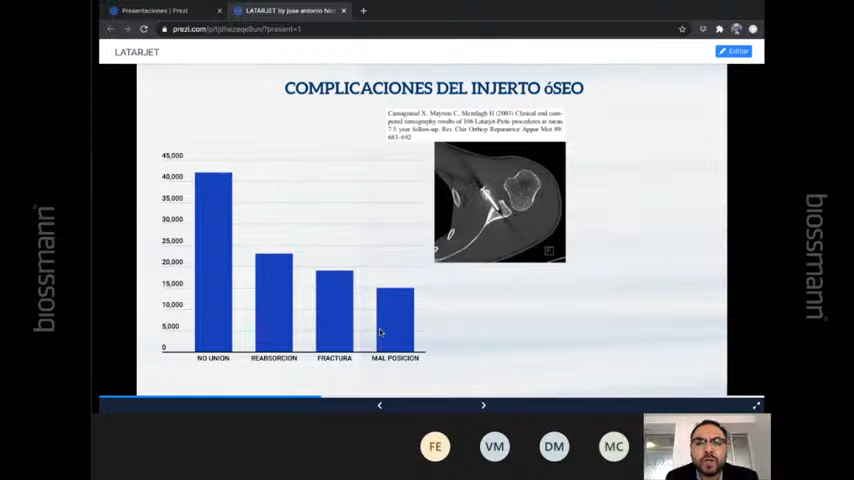 Presentaciones | Prezi
LATARJET by jose antonio hin
prezi.com/p/tjdhezeqe9un/?present=1
LATARJET
Editar
COMPLICACIONES DEL INJERTO óSEO
Cassagnaud X, Maynou C, Mestdagh H (2003) Clinical and com-
puted tomography results of 106 Latarjet-Patte procedures at mean
7.5 year follow-up. Rev Chir Orthop Reparatrice Appar Mot 89:
683–692
45,000
40,000
35,000
30,000
25,000
20,000
15,000
10,000
5,000
0
NO UNION
REABSORCION
FRACTURA
MAL POSICION
biossmann
biossmann
FE
VM
DM
MC